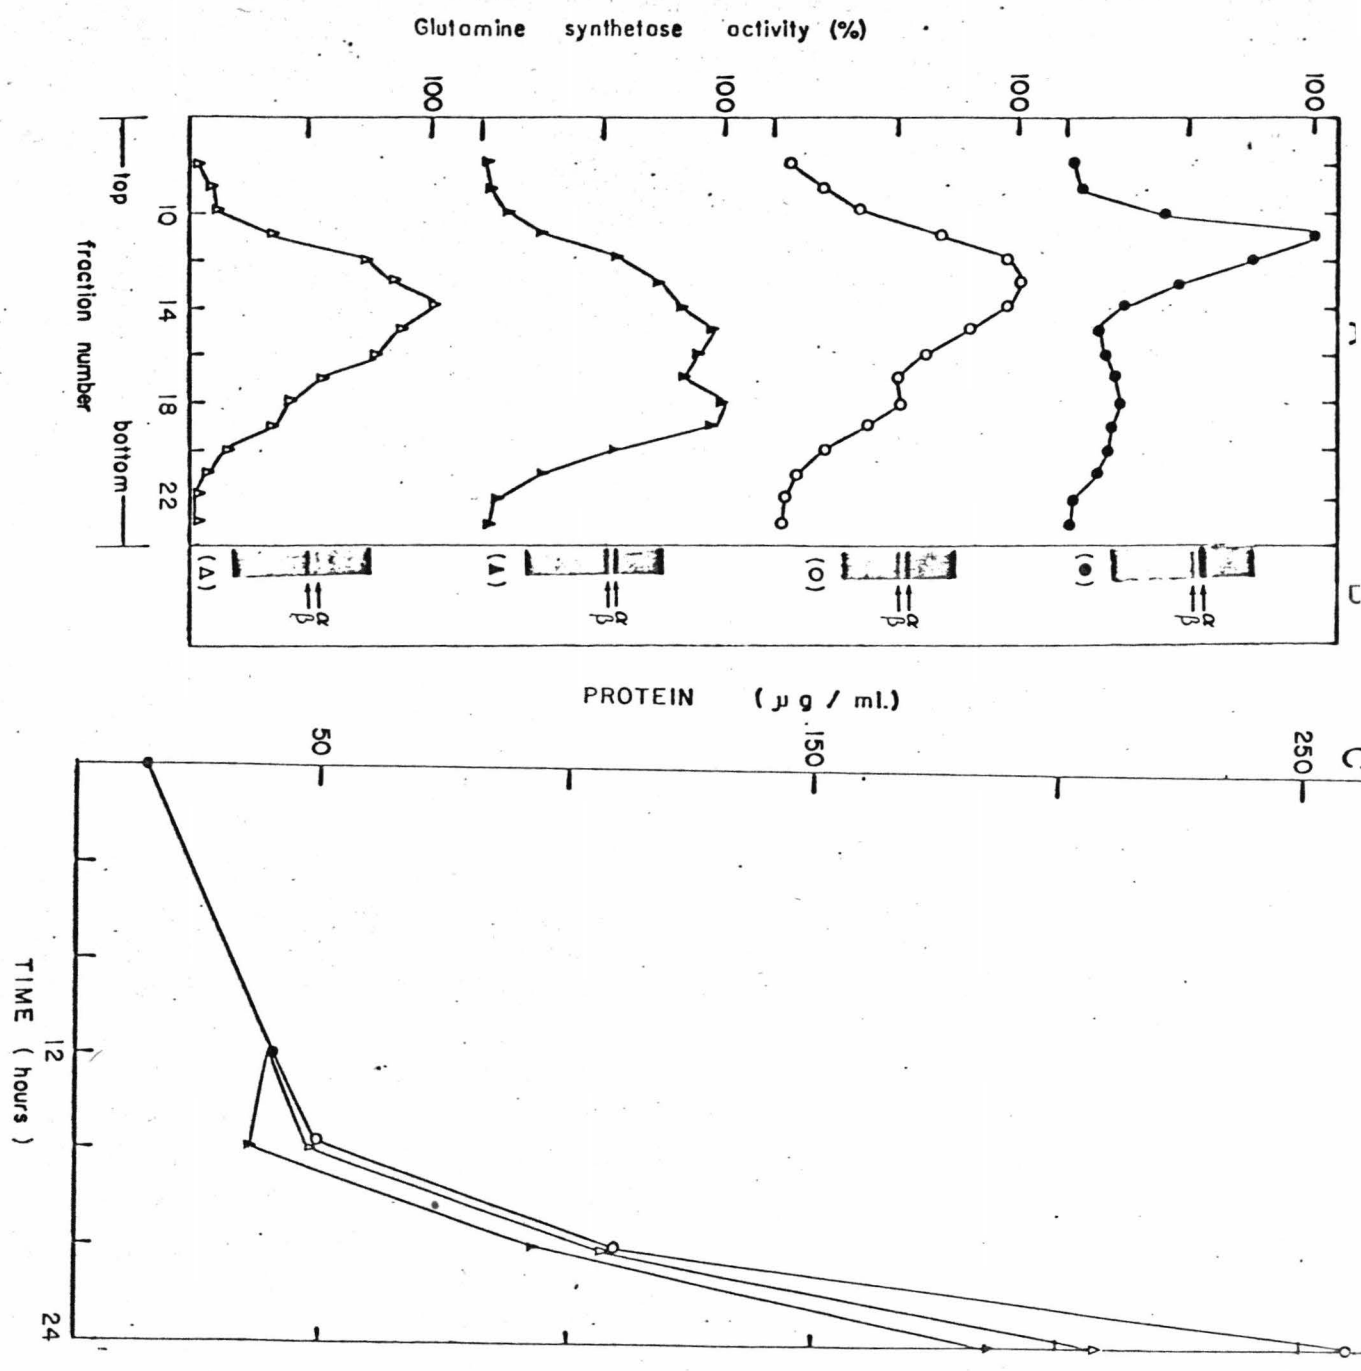 Glutamine synthetase activity (%)
100
100
100
100
top
bottom
fraction number
10
14
18
22
(Δ)
(▲)
(O)
(●)
α
β
α
β
α
β
α
β
PROTEIN (μg / ml.)
50
150
250
C
12
24
TIME (hours)